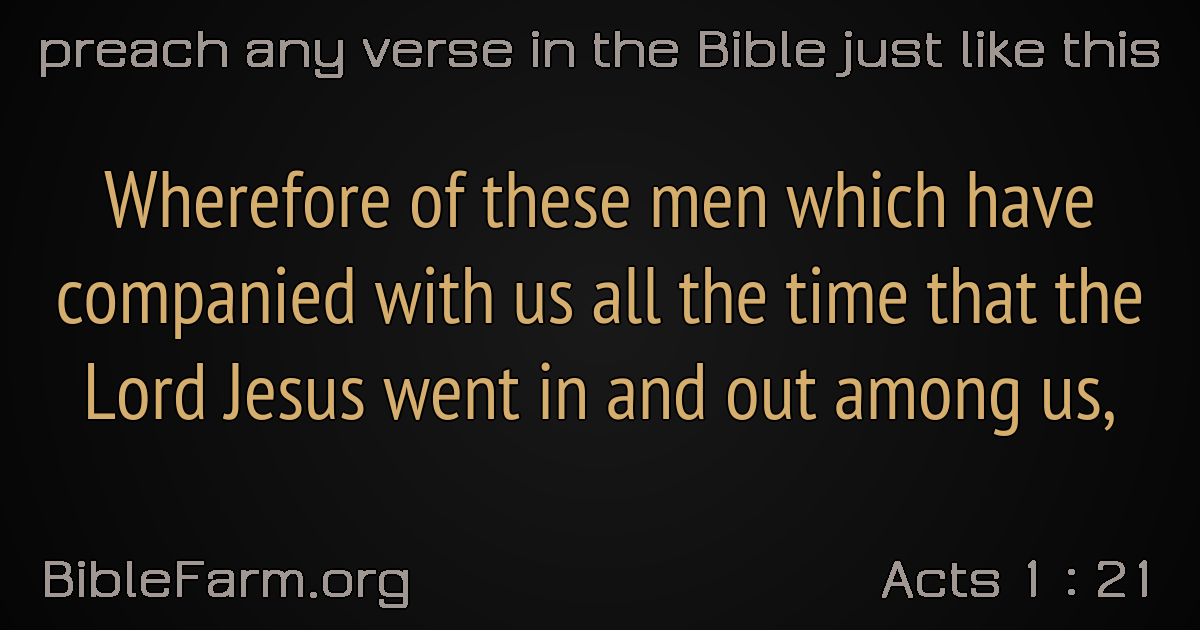 preach any verse in the Bible just like this
Wherefore of these men which have
companied with us all the time that the
Lord Jesus went in and out among us,
BibleFarm.org
Acts 1 : 21